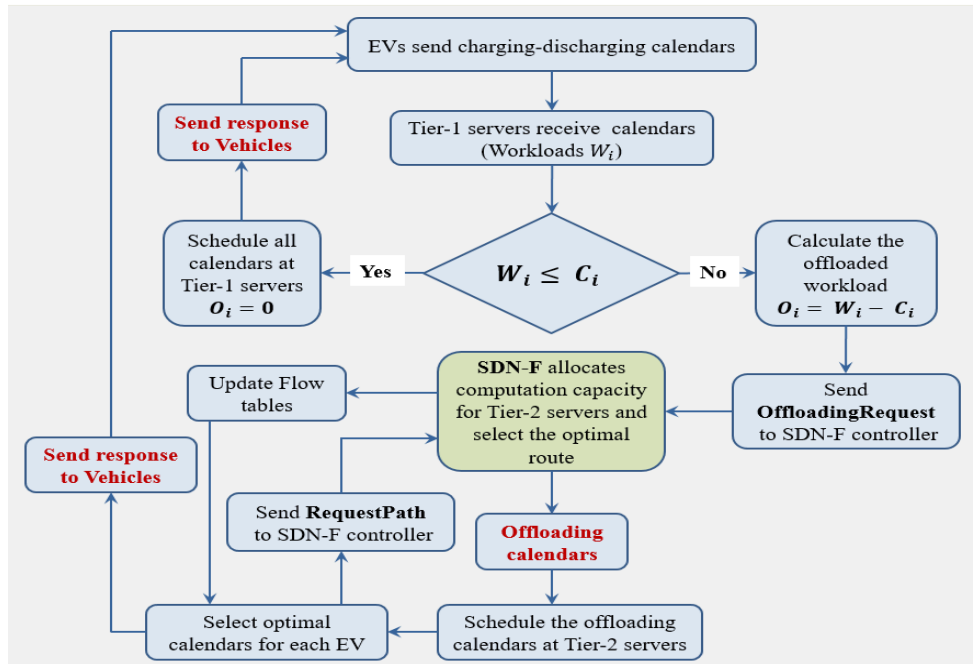 EVs send charging-discharging calendars
Send response
to Vehicles
Tier-1 servers receive calendars
(Workloads Wᵢ)
Schedule all
calendars at
Tier-1 servers
Oᵢ = 0
Yes
Wᵢ ≤ Cᵢ
No
Calculate the
offloaded
workload
Oᵢ = Wᵢ − Cᵢ
Update Flow
tables
SDN-F allocates
computation capacity
for Tier-2 servers and
select the optimal
route
Send
OffloadingRequest
to SDN-F controller
Send response
to Vehicles
Send RequestPath
to SDN-F controller
Offloading
calendars
Select optimal
calendars for each EV
Schedule the offloading
calendars at Tier-2 servers